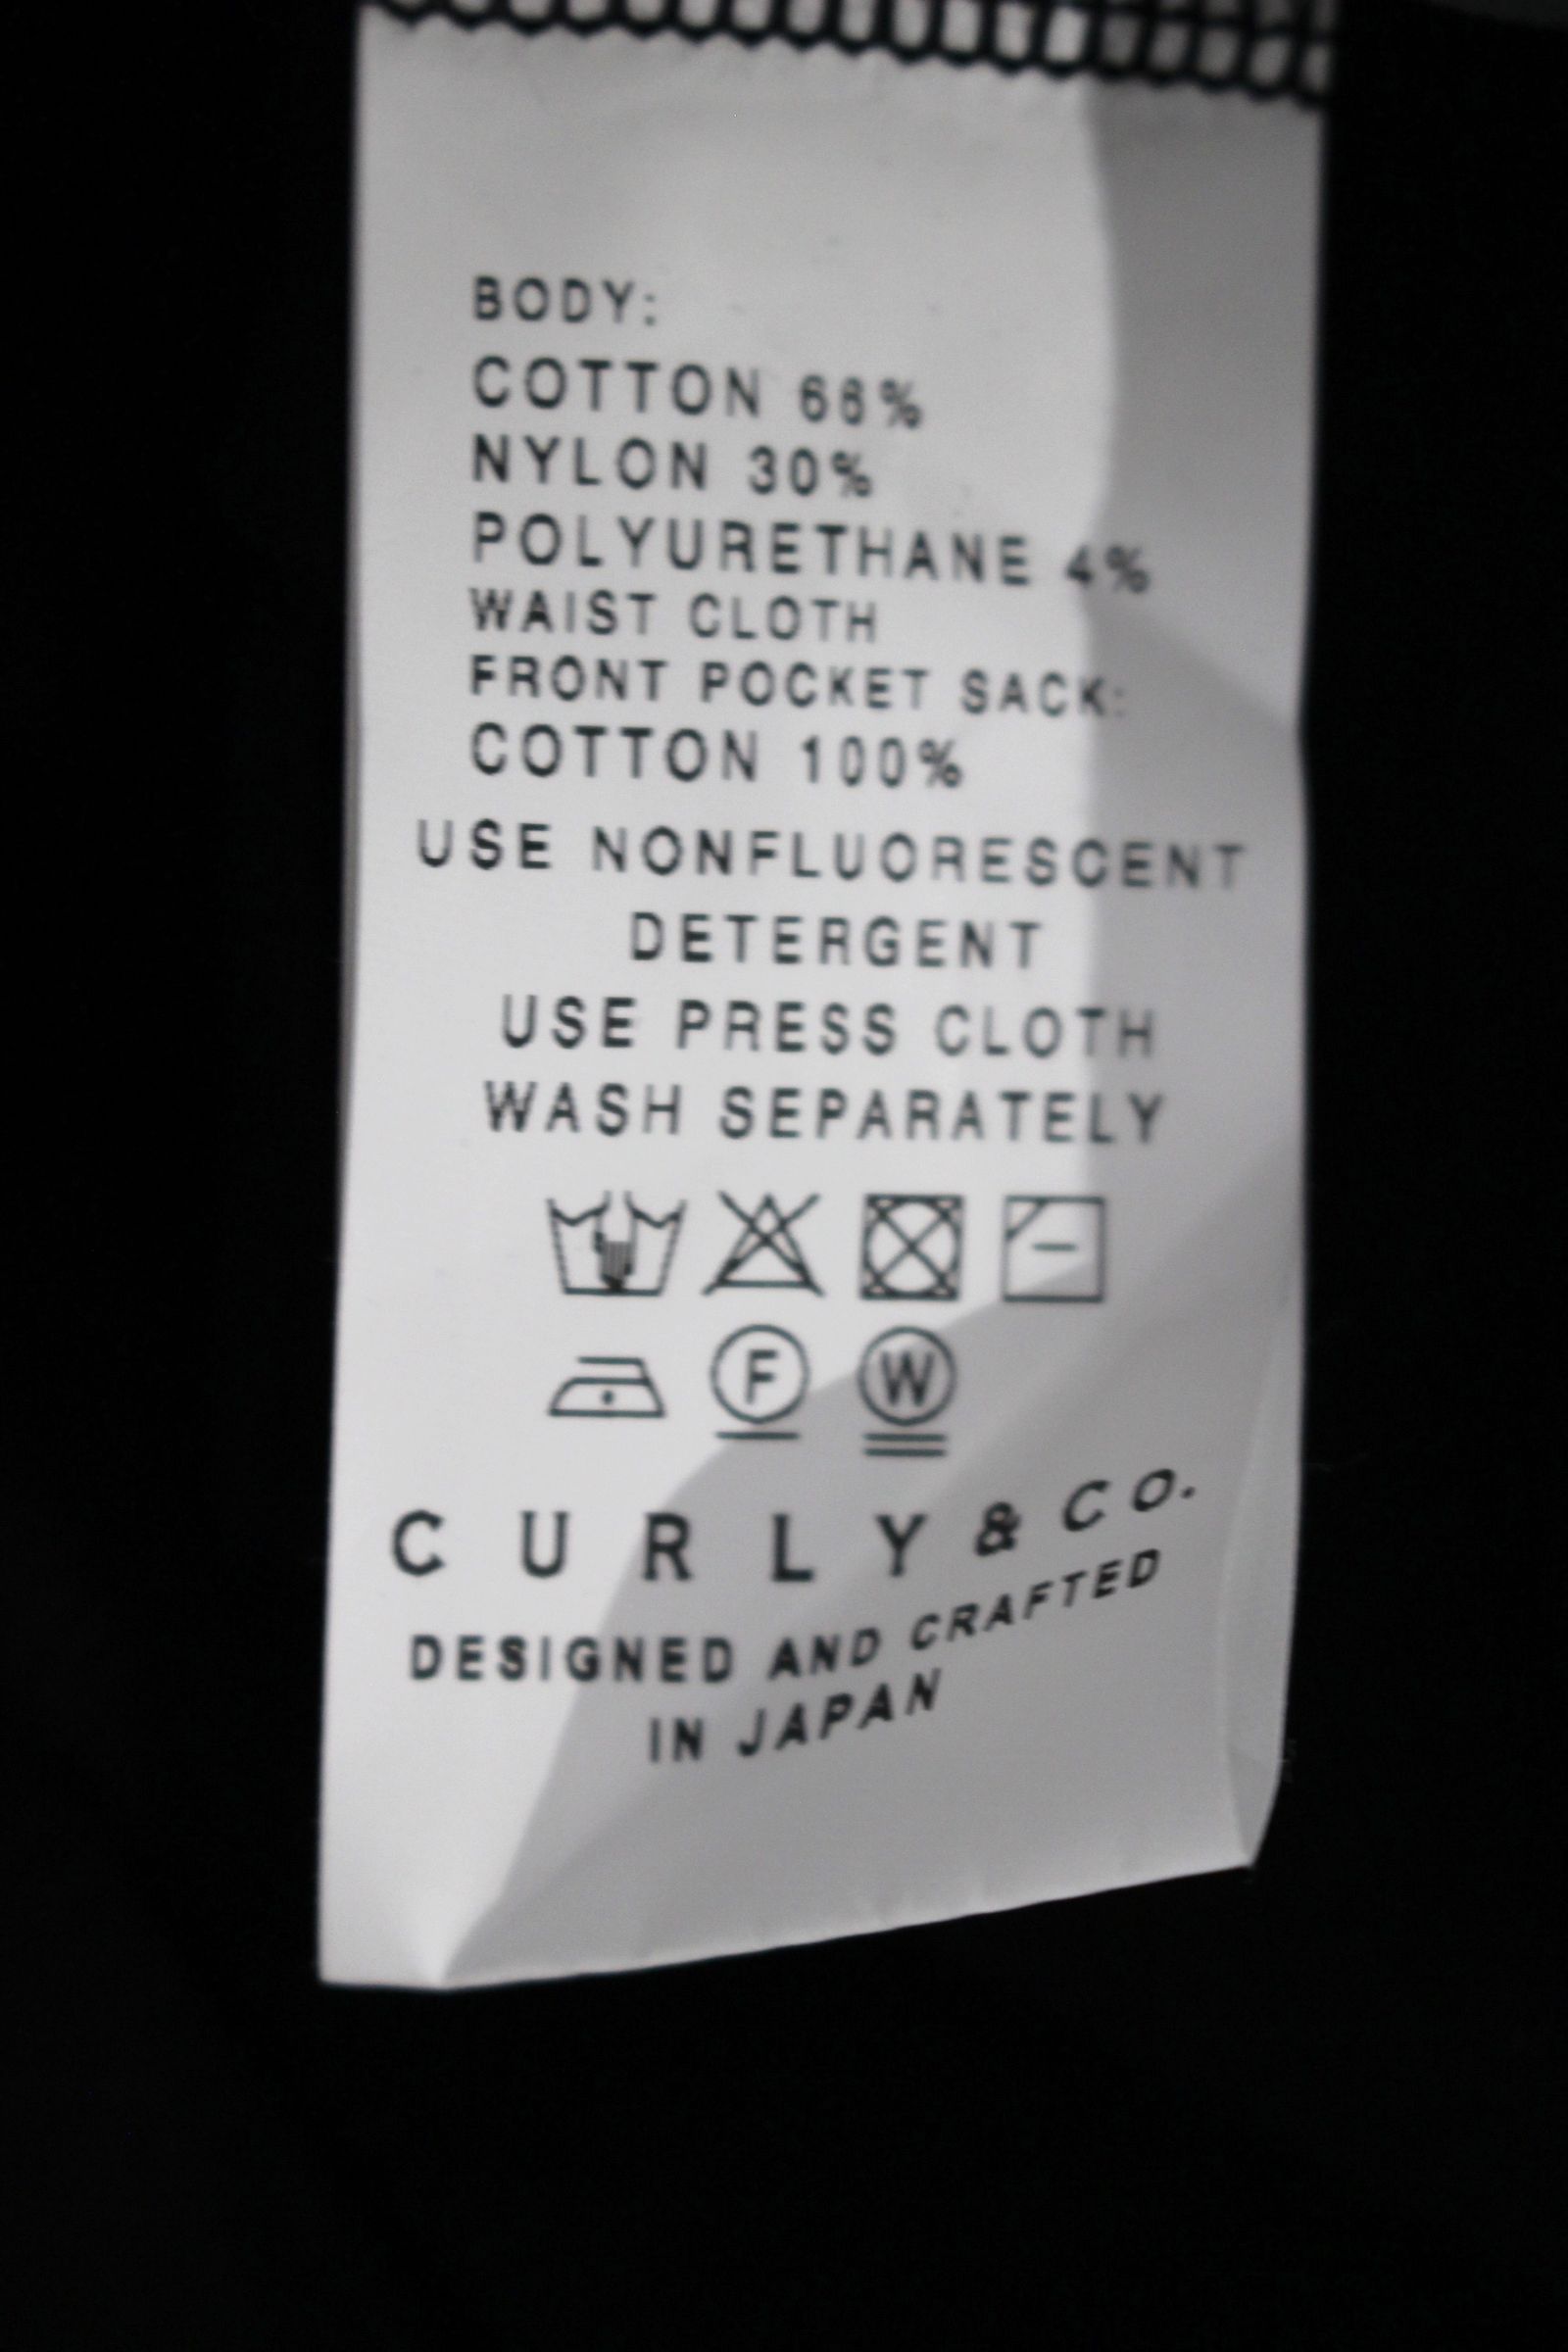 BODY:
COTTON 66%
NYLON 30%
POLYURETHANE 4%
WAIST CLOTH
FRONT POCKET SACK:
COTTON 100%
USE NONFLUORESCENT
DETERGENT
USE PRESS CLOTH
WASH SEPARATELY
F W
CURLY & CO.
DESIGNED AND CRAFTED
IN JAPAN